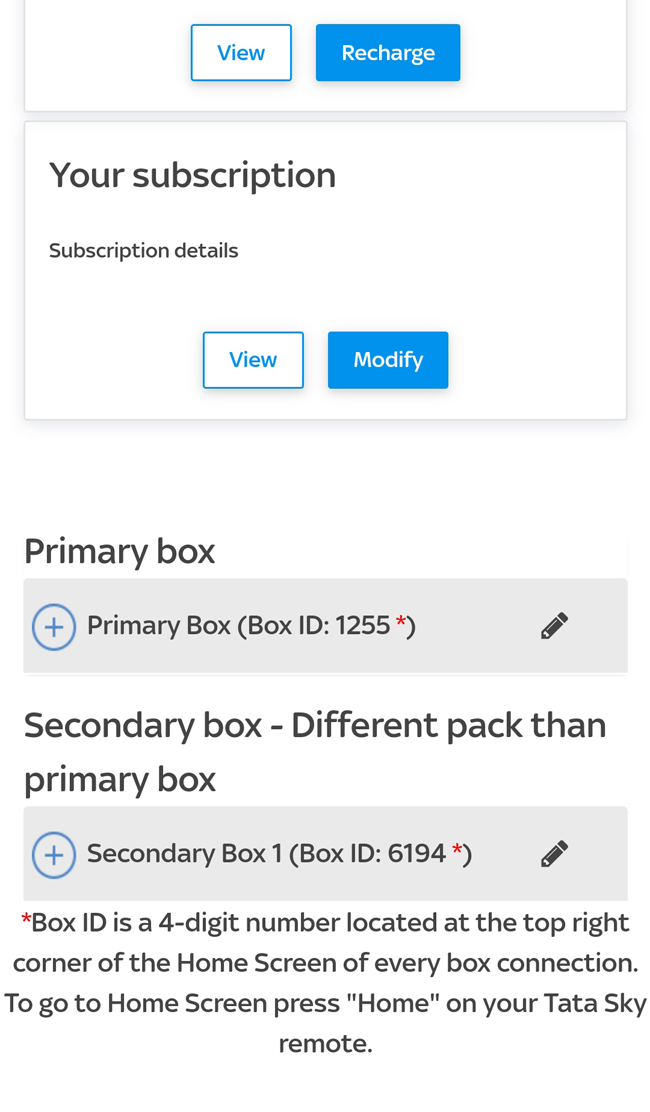 View Recharge
Your subscription
Subscription details
View Modify
Primary box
Primary Box (Box ID: 1255 *)
Secondary box - Different pack than
primary box
Secondary Box 1 (Box ID: 6194 *)
*Box ID is a 4-digit number located at the top right
corner of the Home Screen of every box connection.
To go to Home Screen press "Home" on your Tata Sky
remote.